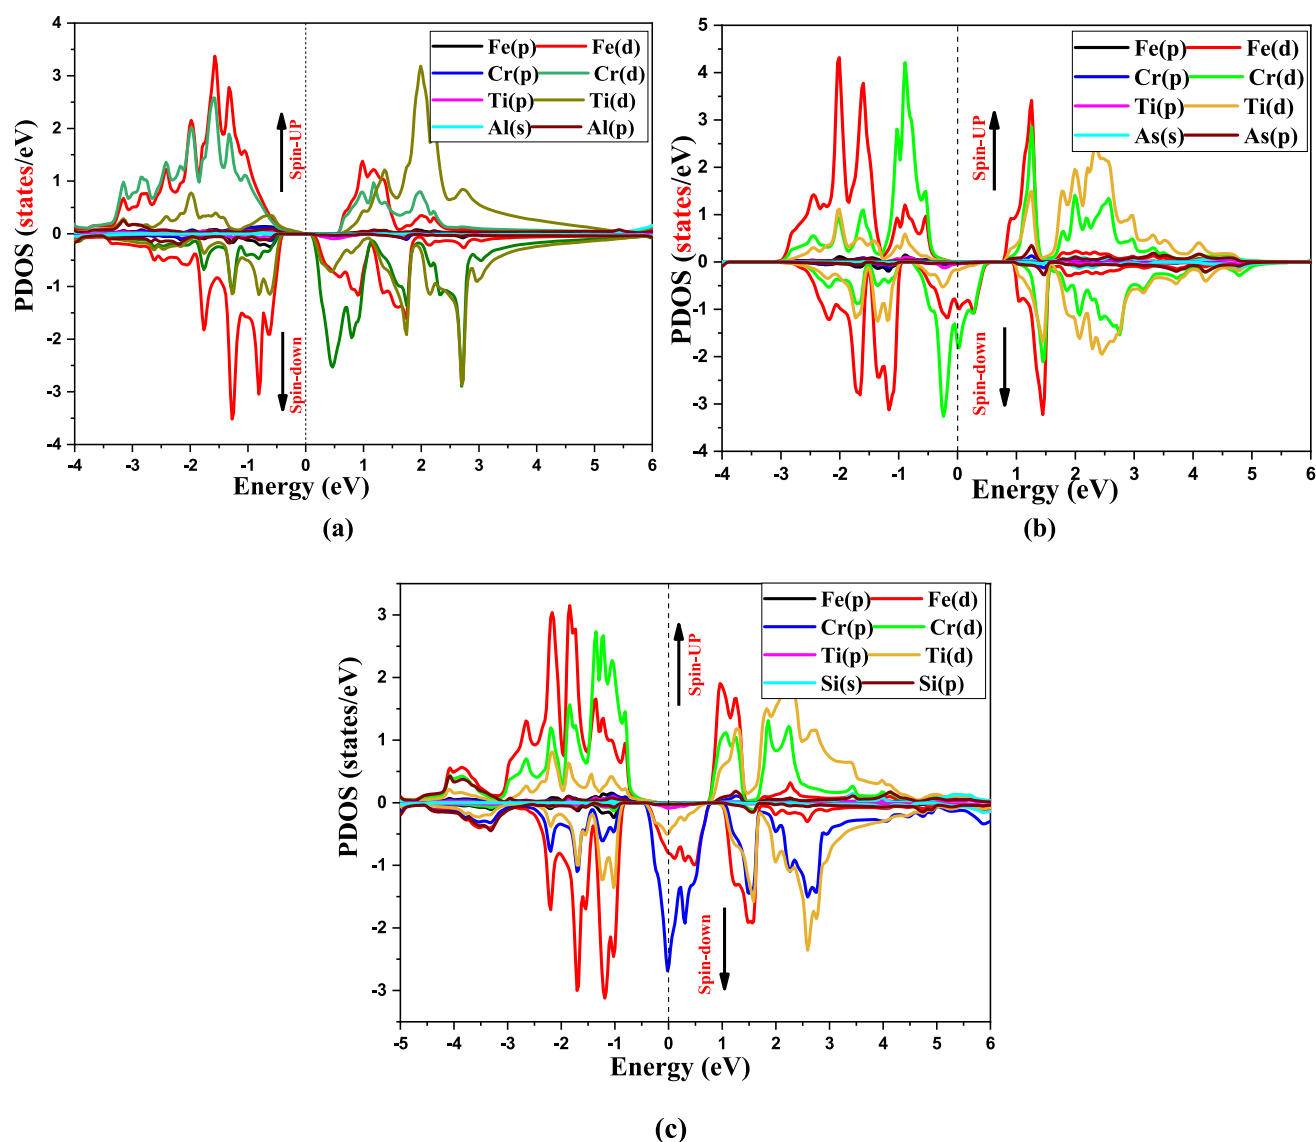 4
3
2
1
0
-1
-2
-3
-4
PDOS (states/eV)
Fe(p) Fe(d)
Cr(p) Cr(d)
Ti(p) Ti(d)
Al(s) Al(p)
Spin-UP
Spin-down
-4 -3 -2 -1 0 1 2 3 4 5 6
Energy (eV)
(a)
5
4
3
2
1
0
-1
-2
-3
-4
PDOS (states/eV)
Fe(p) Fe(d)
Cr(p) Cr(d)
Ti(p) Ti(d)
As(s) As(p)
Spin-UP
Spin-down
-4 -3 -2 -1 0 1 2 3 4 5 6
Energy (eV)
(b)
3
2
1
0
-1
-2
-3
PDOS (states/eV)
Fe(p) Fe(d)
Cr(p) Cr(d)
Ti(p) Ti(d)
Si(s) Si(p)
Spin-UP
Spin-down
-5 -4 -3 -2 -1 0 1 2 3 4 5 6
Energy (eV)
(c)